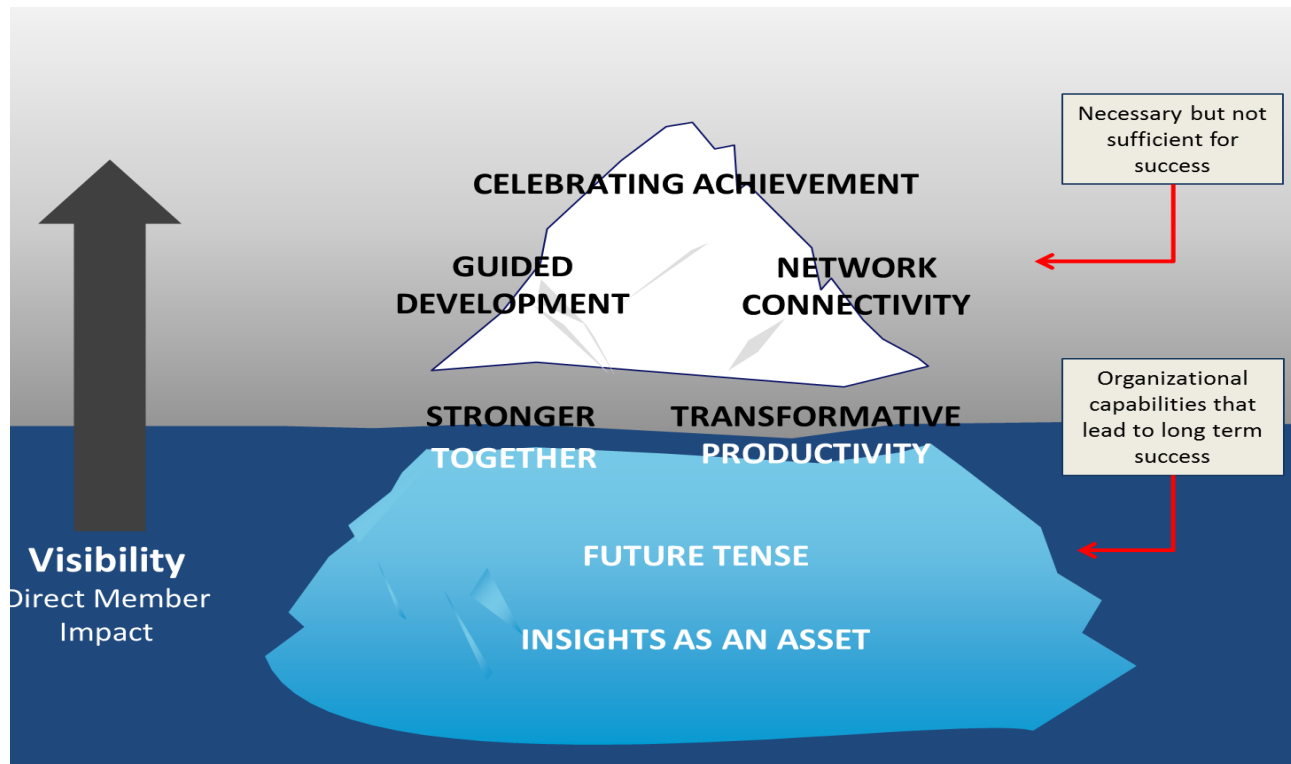 Necessary but not
sufficient for
success
CELEBRATING ACHIEVEMENT
GUIDED
DEVELOPMENT
NETWORK
CONNECTIVITY
Organizational
capabilities that
lead to long term
success
STRONGER
TOGETHER
TRANSFORMATIVE
PRODUCTIVITY
FUTURE TENSE
INSIGHTS AS AN ASSET
Visibility
Direct Member
Impact